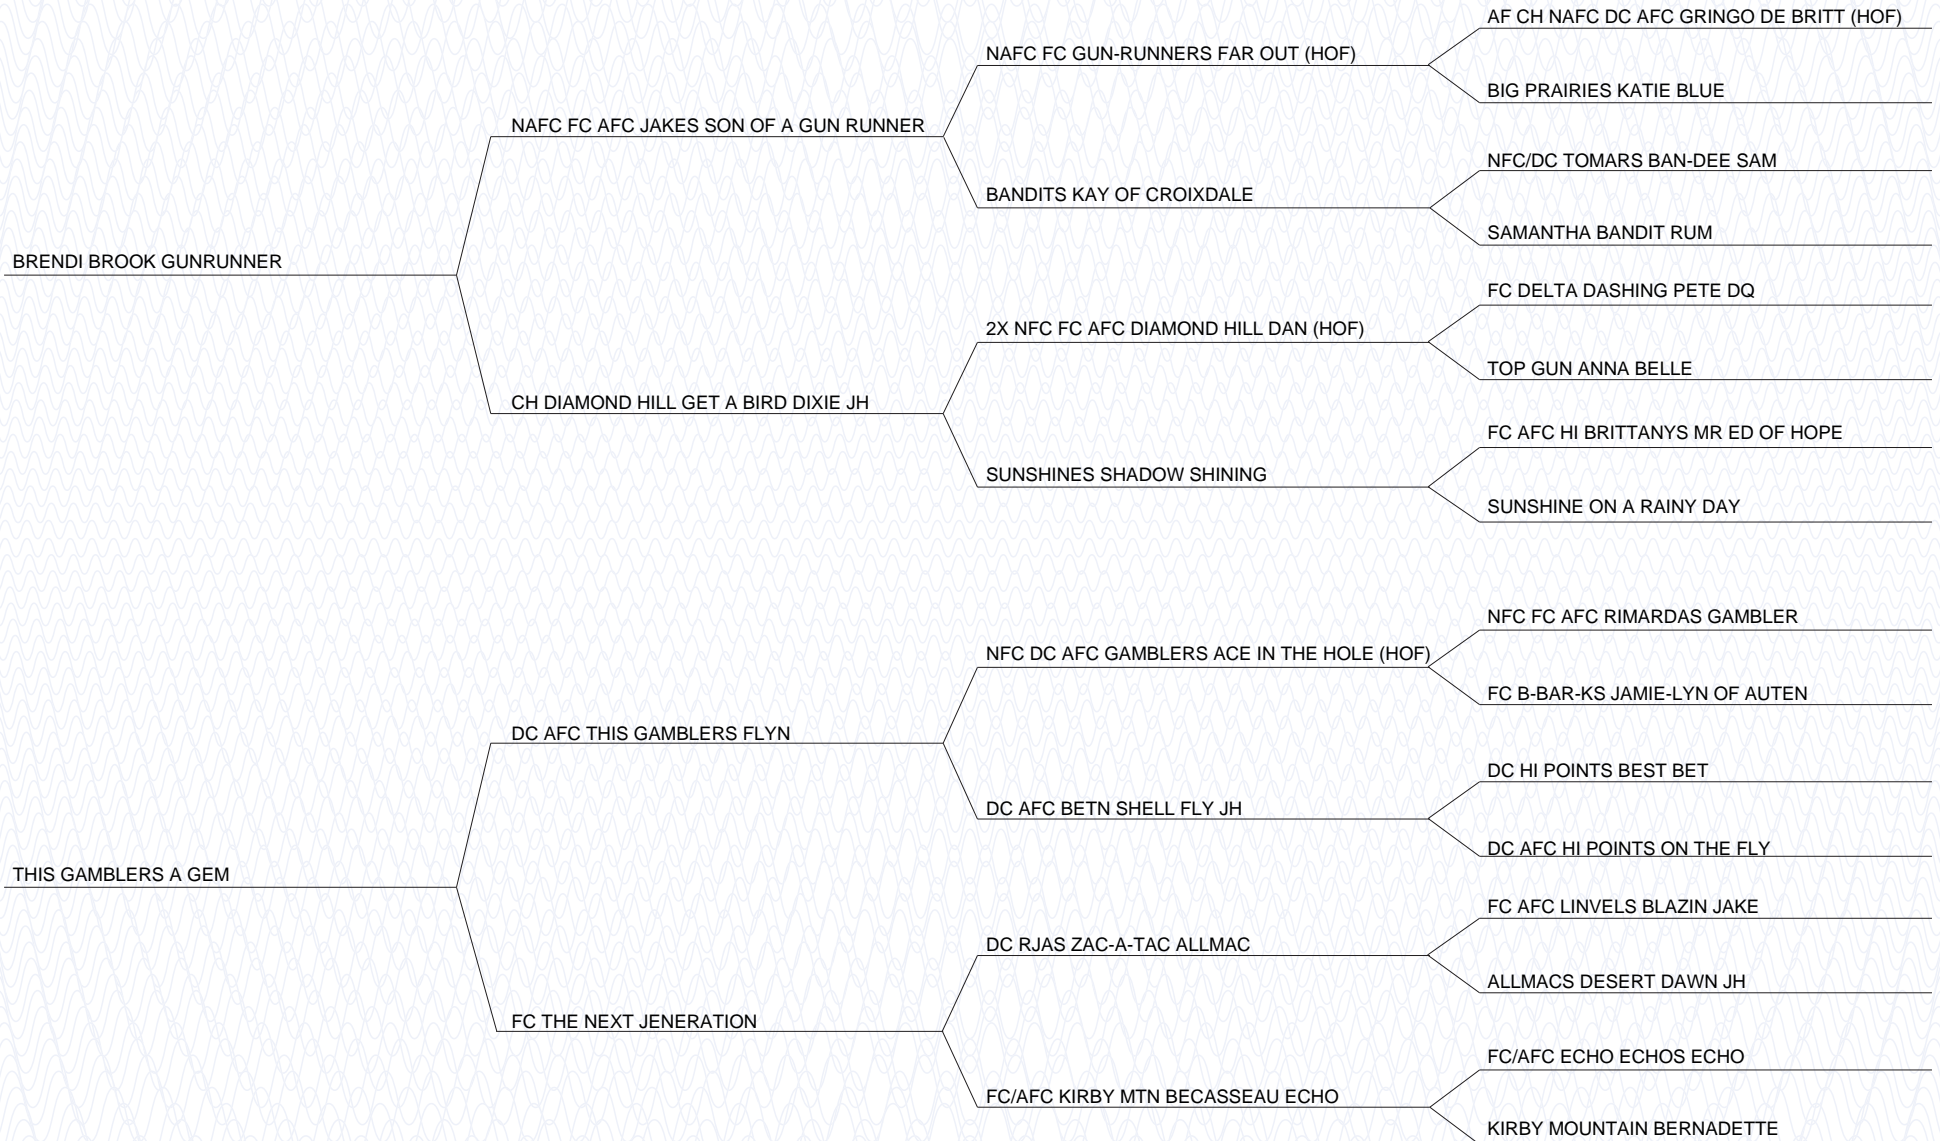 AF CH NAFC DC AFC GRINGO DE BRITT (HOF)
NAFC FC GUN-RUNNERS FAR OUT (HOF)
BIG PRAIRIES KATIE BLUE
NAFC FC AFC JAKES SON OF A GUN RUNNER
NFC/DC TOMARS BAN-DEE SAM
BANDITS KAY OF CROIXDALE
SAMANTHA BANDIT RUM
BRENDI BROOK GUNRUNNER
FC DELTA DASHING PETE DQ
2X NFC FC AFC DIAMOND HILL DAN (HOF)
TOP GUN ANNA BELLE
CH DIAMOND HILL GET A BIRD DIXIE JH
FC AFC HI BRITTANYS MR ED OF HOPE
SUNSHINES SHADOW SHINING
SUNSHINE ON A RAINY DAY
NFC FC AFC RIMARDAS GAMBLER
NFC DC AFC GAMBLERS ACE IN THE HOLE (HOF)
FC B-BAR-KS JAMIE-LYN OF AUTEN
DC AFC THIS GAMBLERS FLYN
DC HI POINTS BEST BET
DC AFC BETN SHELL FLY JH
DC AFC HI POINTS ON THE FLY
THIS GAMBLERS A GEM
FC AFC LINVELS BLAZIN JAKE
DC RJAS ZAC-A-TAC ALLMAC
ALLMACS DESERT DAWN JH
FC THE NEXT JENERATION
FC/AFC ECHO ECHOS ECHO
FC/AFC KIRBY MTN BECASSEAU ECHO
KIRBY MOUNTAIN BERNADETTE